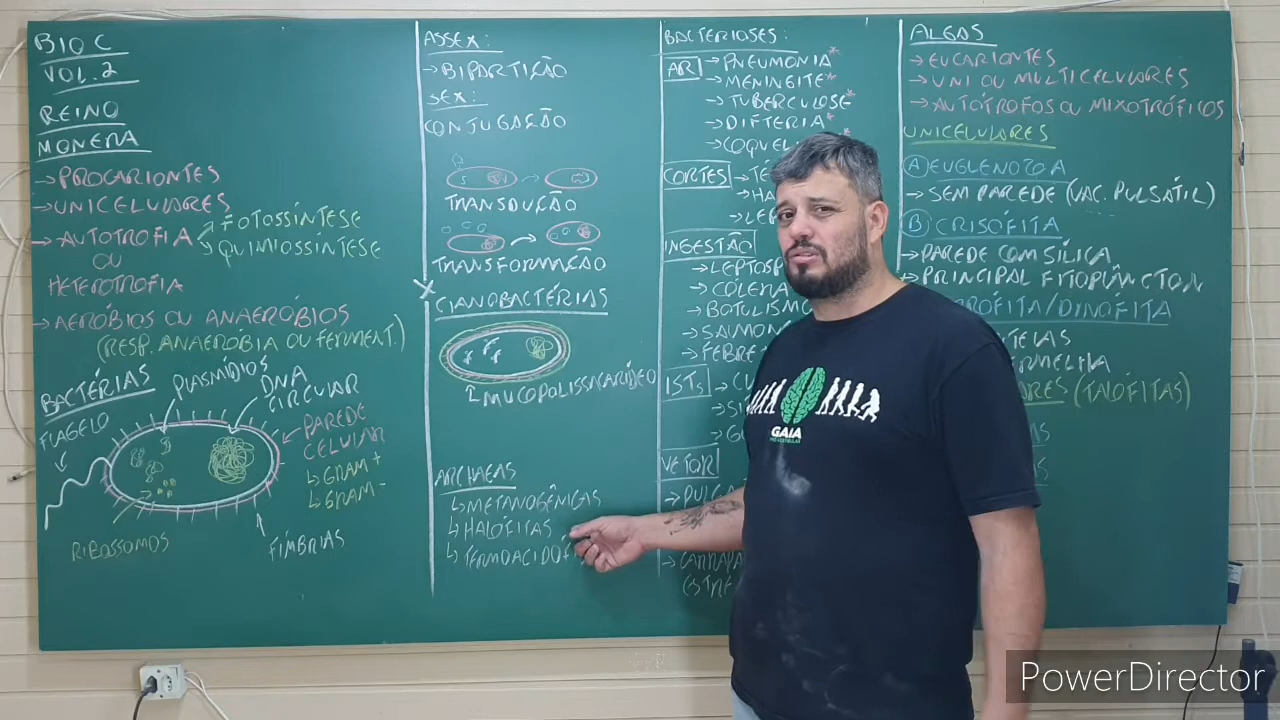 BIO C
VOL. 2
REINO
MONERA
→ PROCARIONTES
→ UNICELULARES
→ AUTOTROFIA
FOTOSSÍNTESE
QUIMIOSSÍNTESE
OU
HETEROTROFIA
→ AERÓBIOS OU ANAERÓBIOS
(RESP. ANAERÓBIA OU FERMENT.)
BACTÉRIAS
PLASMÍDIOS
DNA
CIRCULAR
FLAGELO
PAREDE
CELULAR
↳ GRAM +
↳ GRAM -
RIBOSSOMOS
FÍMBRIAS
ASSEX:
→ BIPARTIÇÃO
SEX:
CONJUGAÇÃO
TRANSDUÇÃO
TRANSFORMAÇÃO
CIANOBACTÉRIAS
MUCOPOLISSACARÍDEO
ARCHAEAS
↳ METANOGÊNICAS
↳ HALÓFITAS
BACTERIOSES:
AR → PNEUMONIA*
→ MENINGITE*
→ TUBERCULOSE*
→ DIFTERIA*
CORTES
INGESTÃO
→ CÓLERA
→ BOTULISMO
ISTs
VETOR
ALGAS
→ EUCARIONTES
→ UNI OU MULTICELULARES
→ AUTÓTROFOS OU MIXOTRÓFICOS
UNICELULARES
A EUGLENOZOA
→ SEM PAREDE (VAC. PULSÁTIL)
B CRISÓFITA
→ PAREDE COM SÍLICA
→ PRINCIPAL FITOPLÂNCTON
/DINÓFITA
(TALÓFITAS)
GAIA
PRÉ-VESTIBULAR
PowerDirector